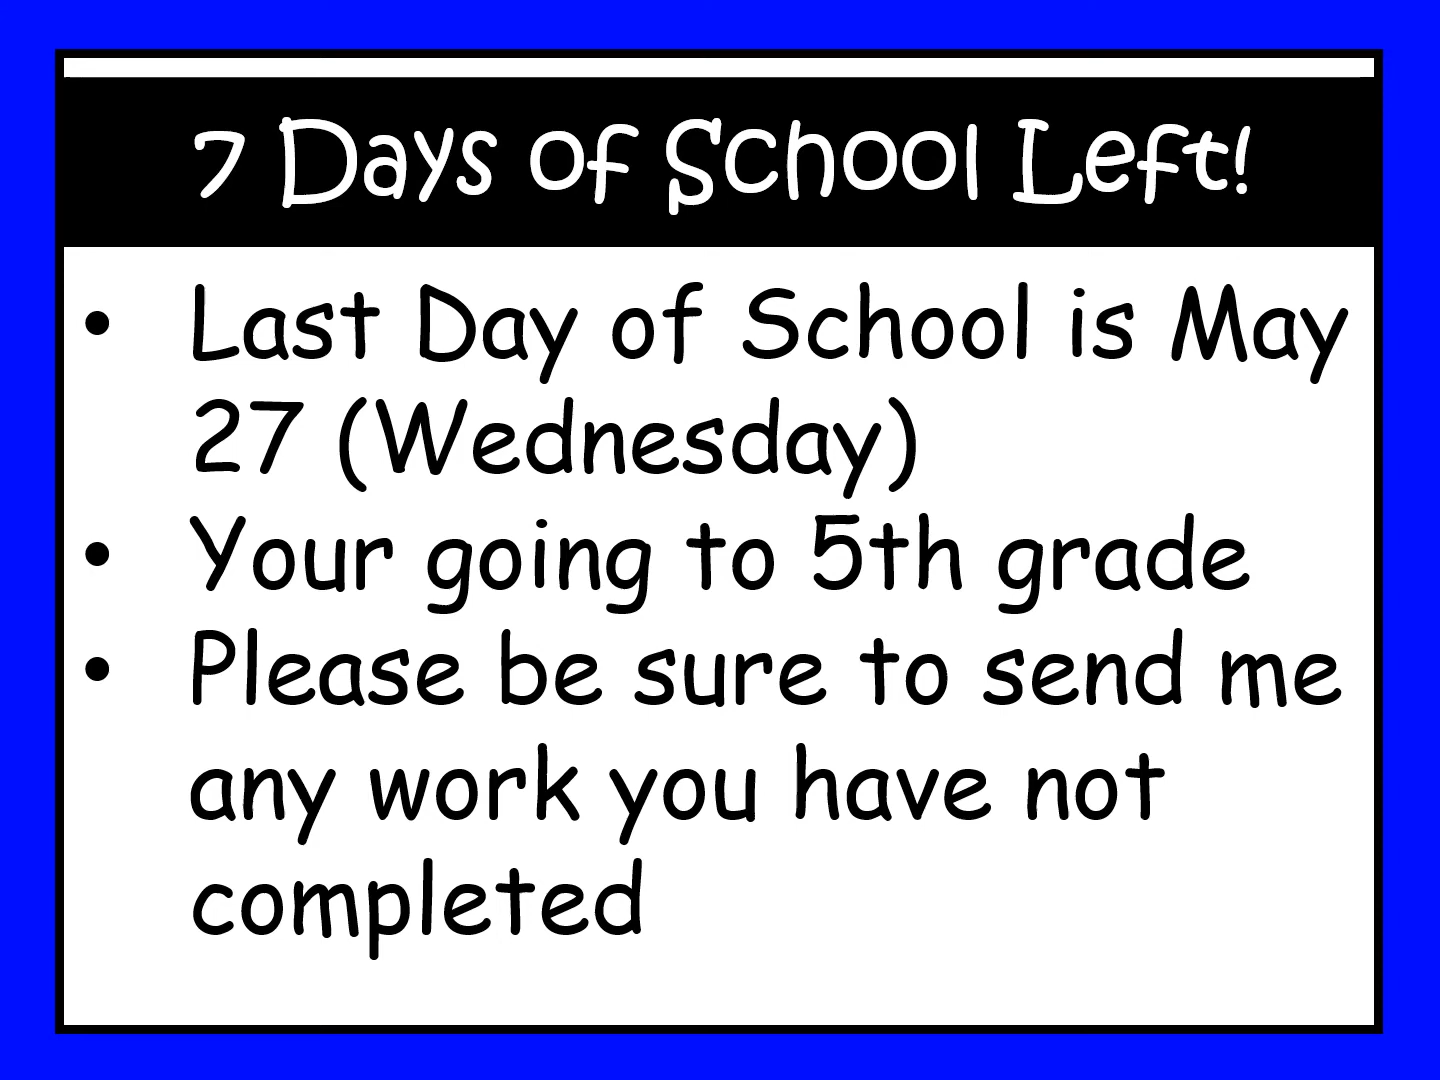 7 Days of School Left!
• Last Day of School is May
27 (Wednesday)
• Your going to 5th grade
• Please be sure to send me
any work you have not
completed